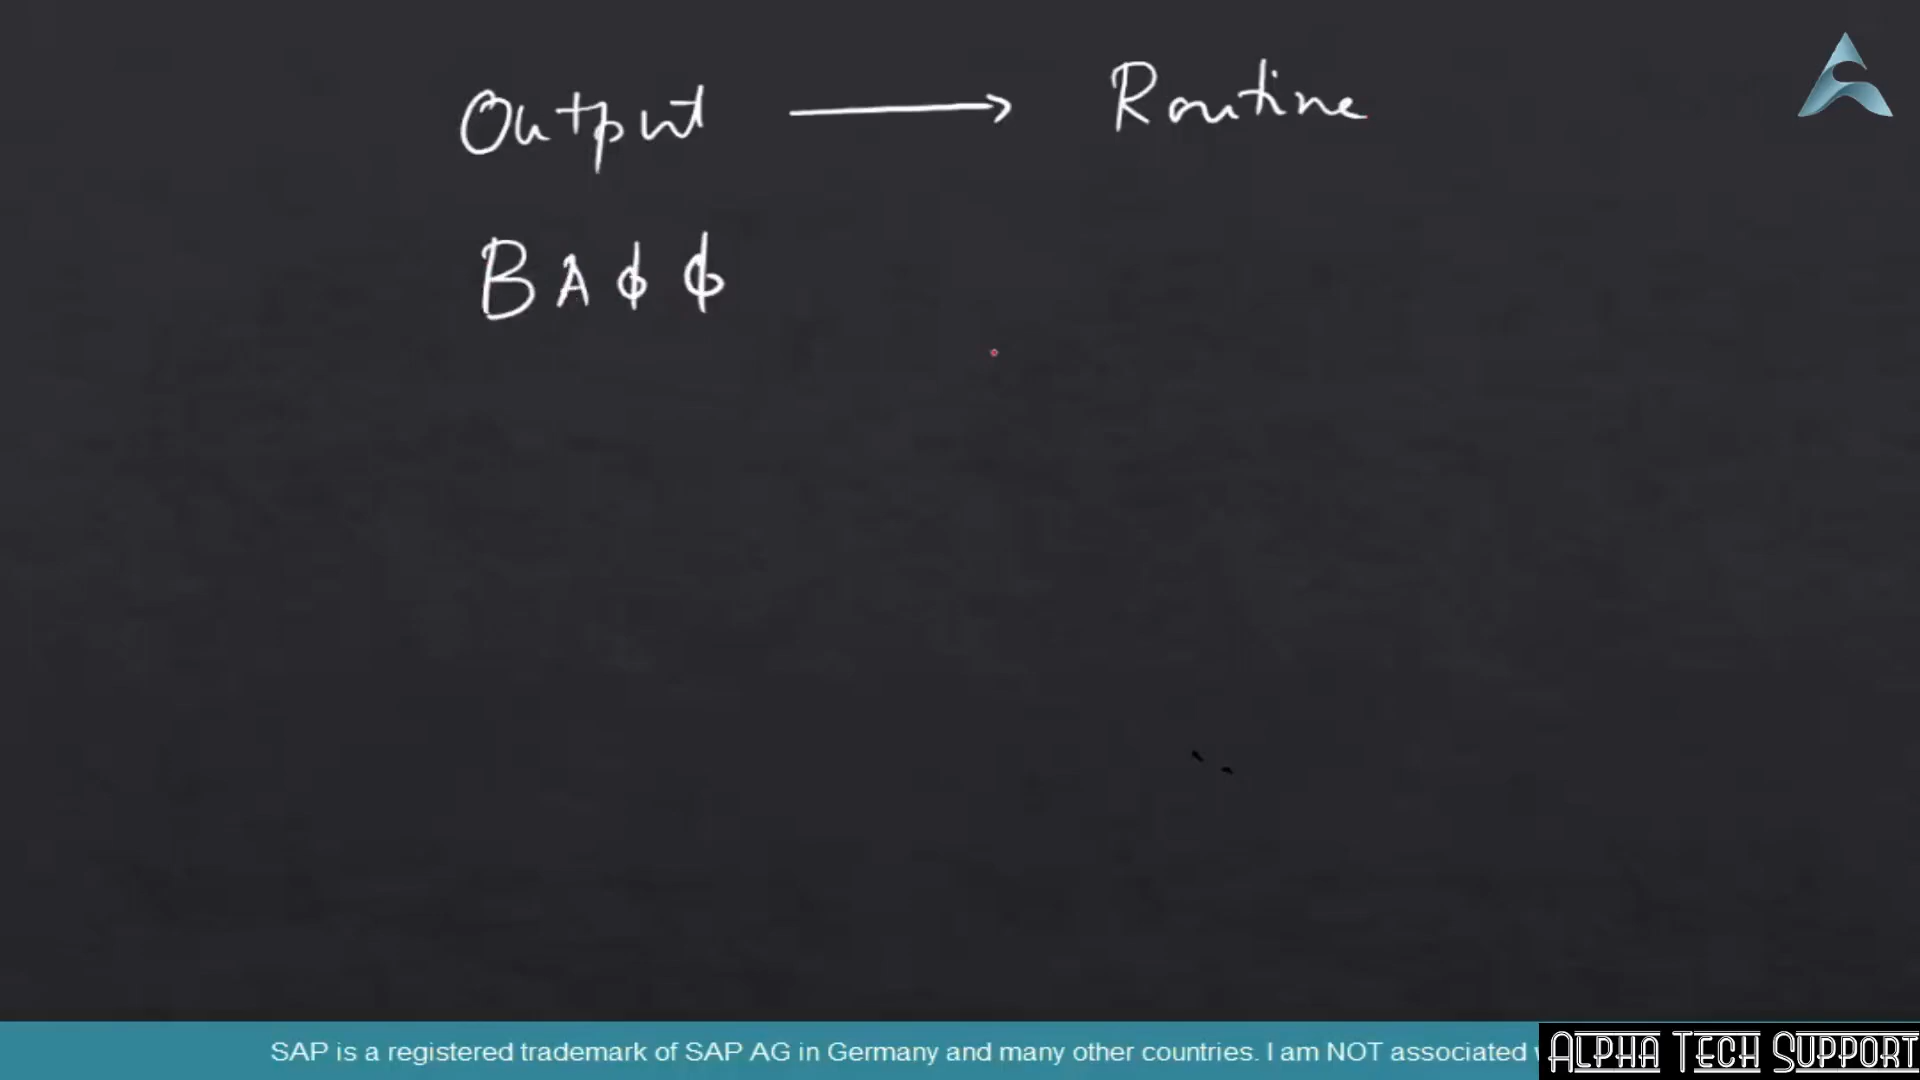 Output → Routine
BA00
SAP is a registered trademark of SAP AG in Germany and many other countries. I am NOT associated
ALPHA TECH SUPPORT